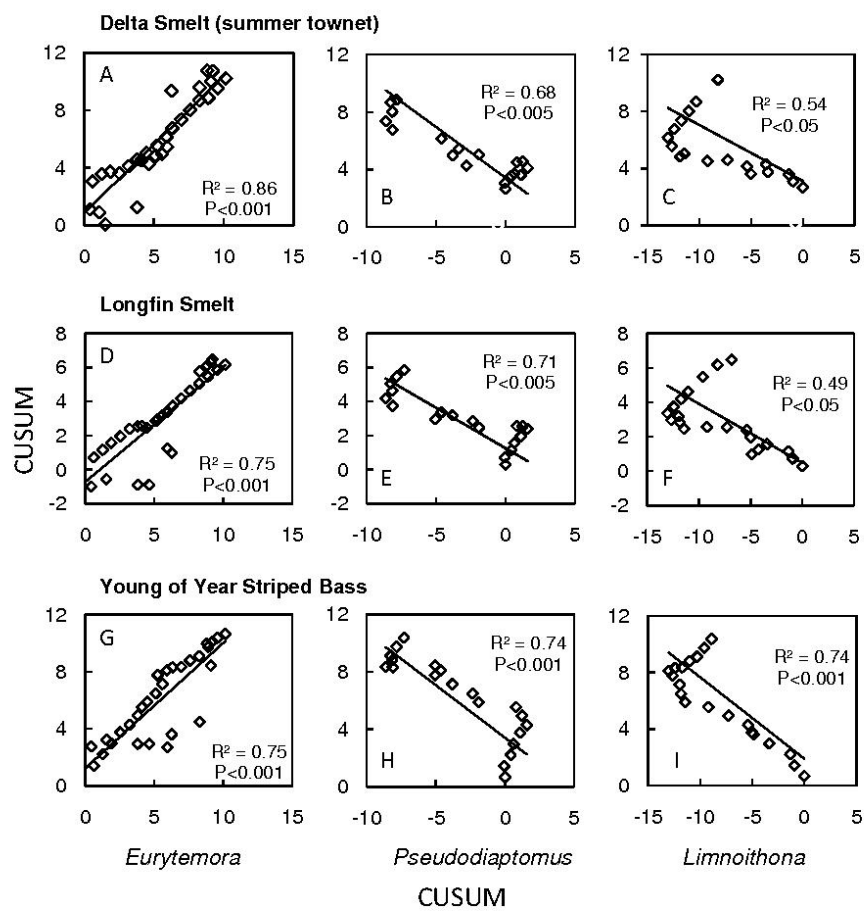 Delta Smelt (summer townet)
12
8
4
0
A
R² = 0.86
P<0.001
0 5 10 15
12
8
4
0
B
R² = 0.68
P<0.005
-10 -5 0 5
12
8
4
0
C
R² = 0.54
P<0.05
-15 -10 -5 0 5
Longfin Smelt
CUSUM
8
6
4
2
0
-2
D
R² = 0.75
P<0.001
0 5 10 15
8
6
4
2
0
-2
E
R² = 0.71
P<0.005
-10 -5 0 5
8
6
4
2
0
-2
F
R² = 0.49
P<0.05
-15 -10 -5 0 5
Young of Year Striped Bass
12
8
4
0
G
R² = 0.75
P<0.001
0 5 10 15
Eurytemora
12
8
4
0
H
R² = 0.74
P<0.001
-10 -5 0 5
Pseudodiaptomus
12
8
4
0
I
R² = 0.74
P<0.001
-15 -10 -5 0 5
Limnoithona
CUSUM